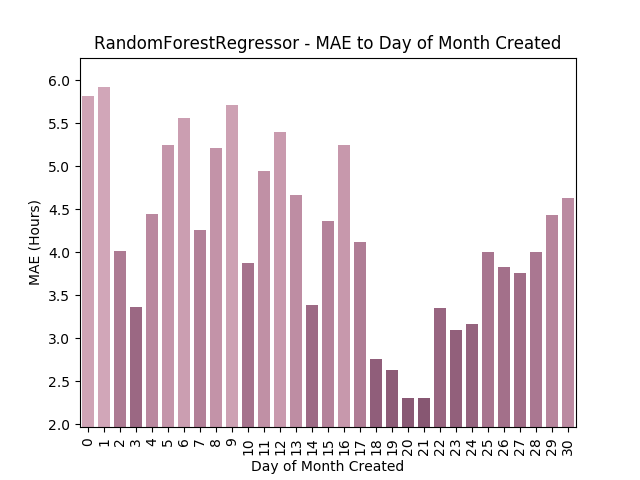 RandomForestRegressor - MAE to Day of Month Created
6.0
5.5
5.0
4.5
4.0
3.5
3.0
2.5
2.0
MAE (Hours)
0 1 2 3 4 5 6 7 8 9 10 11 12 13 14 15 16 17 18 19 20 21 22 23 24 25 26 27 28 29 30
Day of Month Created